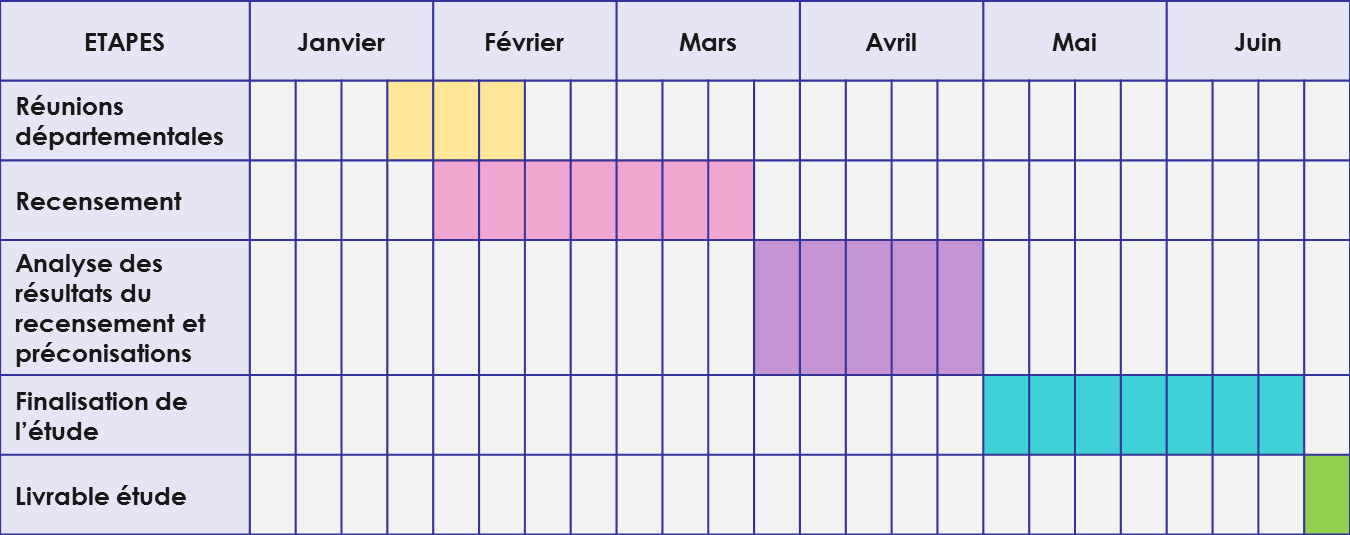 ETAPES Janvier Février Mars Avril Mai Juin
Réunions
départementales
Recensement
Analyse des
résultats du
recensement et
préconisations
Finalisation de
l’étude
Livrable étude